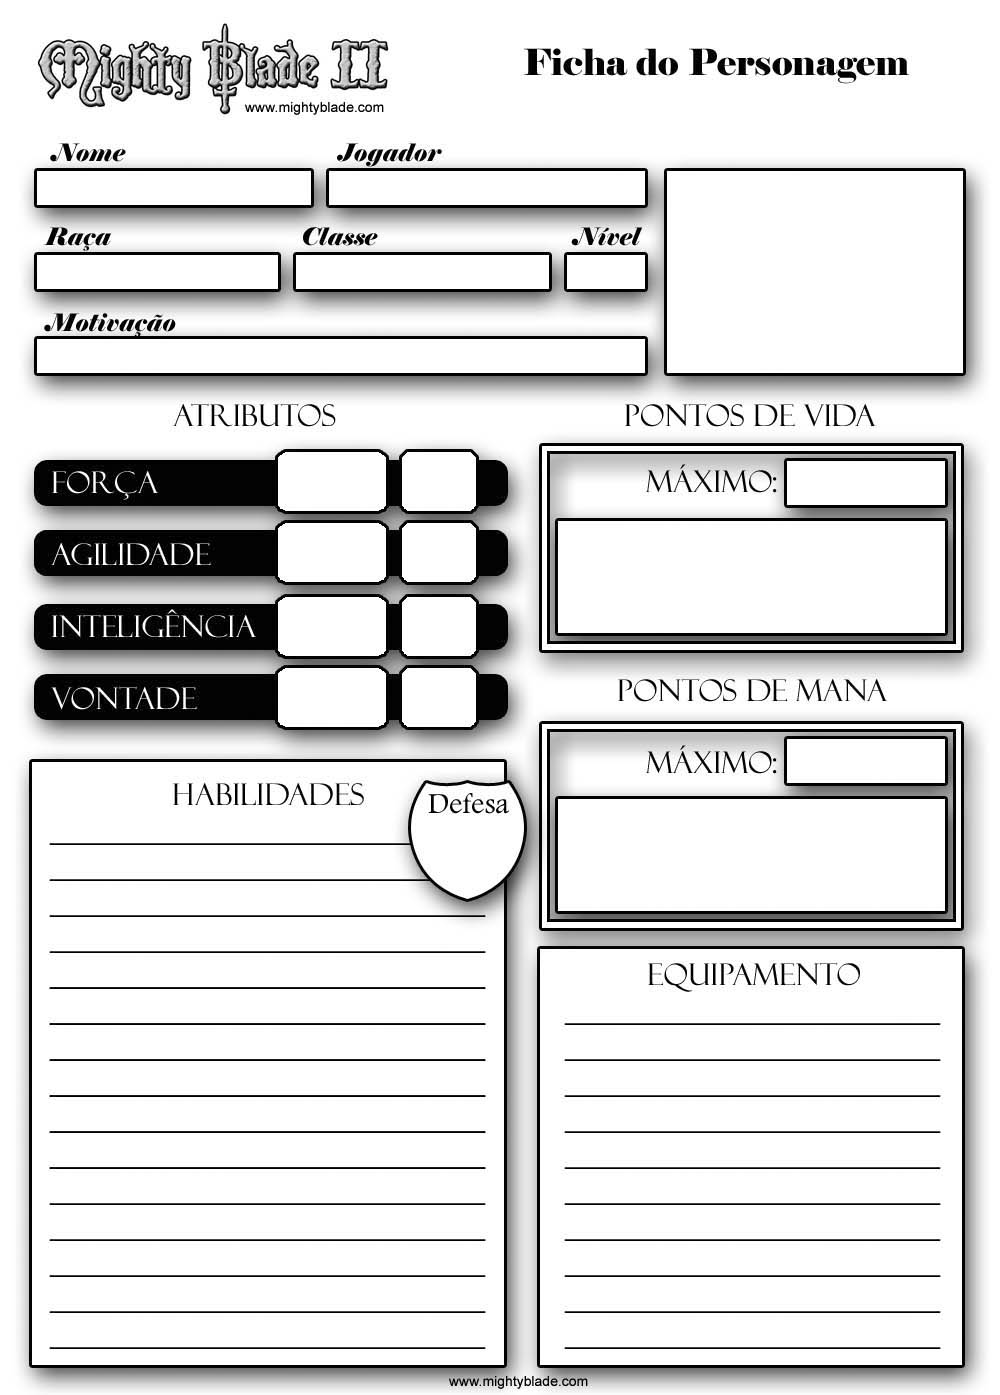 Mighty Blade II
www.mightyblade.com
Ficha do Personagem
Nome
Jogador
Raça
Classe
Nível
Motivação
ATRIBUTOS
FORÇA
AGILIDADE
INTELIGÊNCIA
VONTADE
PONTOS DE VIDA
MÁXIMO:
PONTOS DE MANA
MÁXIMO:
HABILIDADES
Defesa
EQUIPAMENTO
www.mightyblade.com